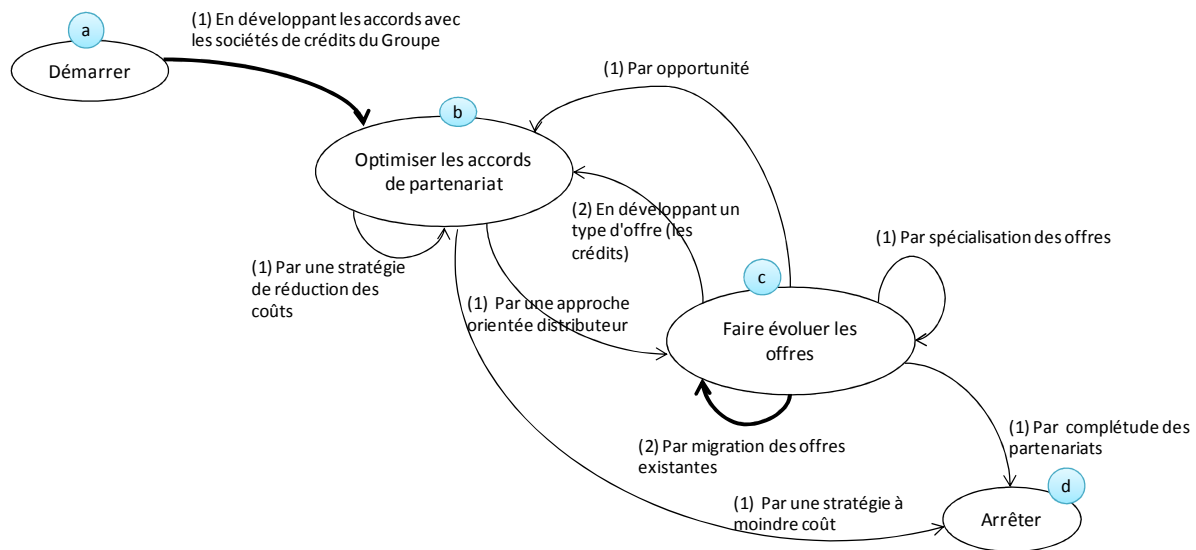 a
Démarrer
(1) En développant les accords avec
les sociétés de crédits du Groupe
(1) Par opportunité
b
Optimiser les accords
de partenariat
(2) En développant un
type d'offre (les
crédits)
(1) Par spécialisation des offres
(1) Par une stratégie
de réduction des
coûts
c
(1) Par une approche
orientée distributeur
Faire évoluer les
offres
(2) Par migration des offres
existantes
(1) Par complétude des
partenariats
d
(1) Par une stratégie à
moindre coût
Arrêter